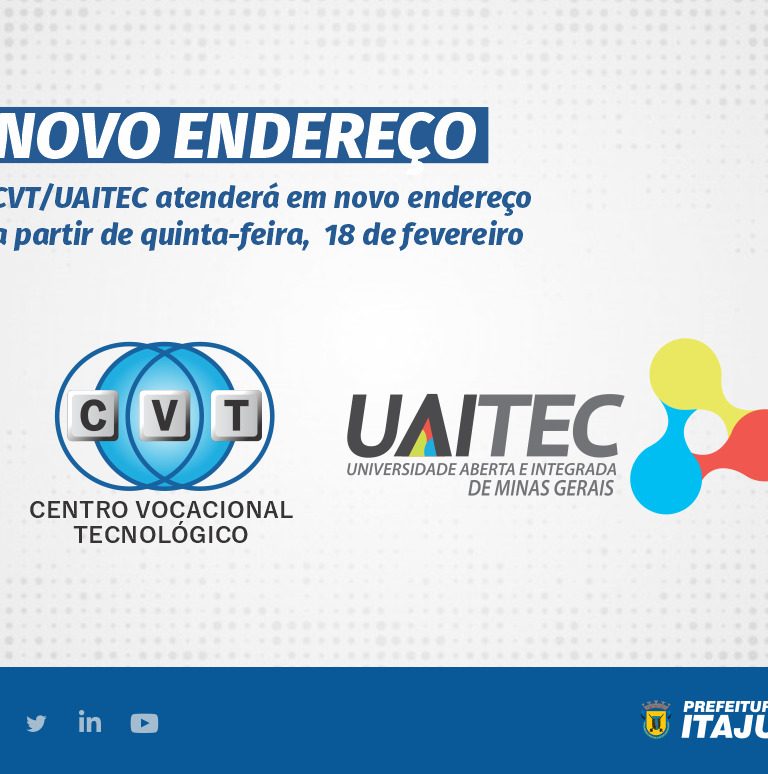 NOVO ENDEREÇO
CVT/UAITEC atenderá em novo endereço
a partir de quinta-feira, 18 de fevereiro
C V T
CENTRO VOCACIONAL
TECNOLÓGICO
UAITEC
UNIVERSIDADE ABERTA E INTEGRADA
DE MINAS GERAIS
in
PREFEITUR
ITAJU